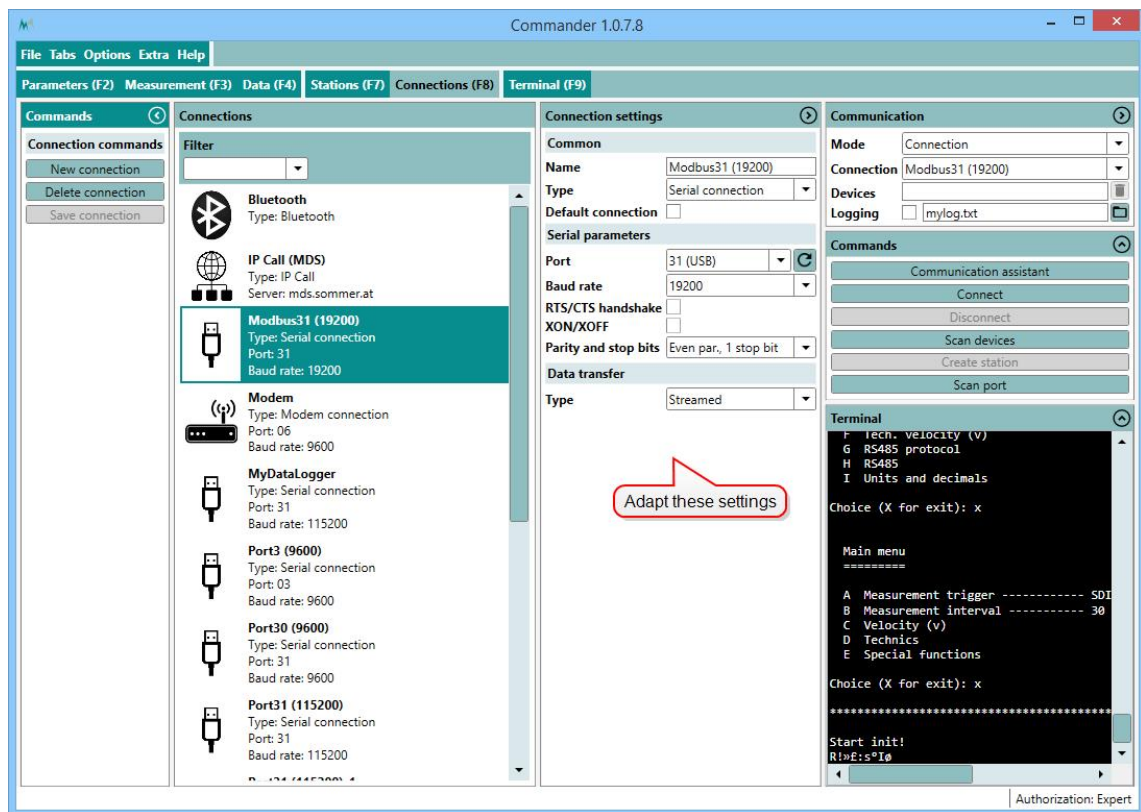 Commander 1.0.7.8
File Tabs Options Extra Help
Parameters (F2) Measurement (F3) Data (F4) Stations (F7) Connections (F8) Terminal (F9)
Commands
Connection commands
New connection
Delete connection
Save connection
Connections
Filter
Bluetooth
Type: Bluetooth
IP Call (MDS)
Type: IP Call
Server: mds.sommer.at
Modbus31 (19200)
Type: Serial connection
Port: 31
Baud rate: 19200
Modem
Type: Modem connection
Port: 06
Baud rate: 9600
MyDataLogger
Type: Serial connection
Port: 31
Baud rate: 115200
Port3 (9600)
Type: Serial connection
Port: 03
Baud rate: 9600
Port30 (9600)
Type: Serial connection
Port: 31
Baud rate: 9600
Port31 (115200)
Type: Serial connection
Port: 31
Baud rate: 115200
Connection settings
Common
Name Modbus31 (19200)
Type Serial connection
Default connection
Serial parameters
Port 31 (USB)
Baud rate 19200
RTS/CTS handshake
XON/XOFF
Parity and stop bits Even par., 1 stop bit
Data transfer
Type Streamed
Adapt these settings
Communication
Mode Connection
Connection Modbus31 (19200)
Devices
Logging mylog.txt
Commands
Communication assistant
Connect
Disconnect
Scan devices
Create station
Scan port
Terminal
F Tech. velocity (v)
G RS485 protocol
H RS485
I Units and decimals
Choice (X for exit): x
Main menu
=========
A Measurement trigger ------------ SDI
B Measurement interval ----------- 30
C Velocity (v)
D Technics
E Special functions
Choice (X for exit): x
*****************************************
Start init!
R!»£:s°Iø
Authorization: Expert